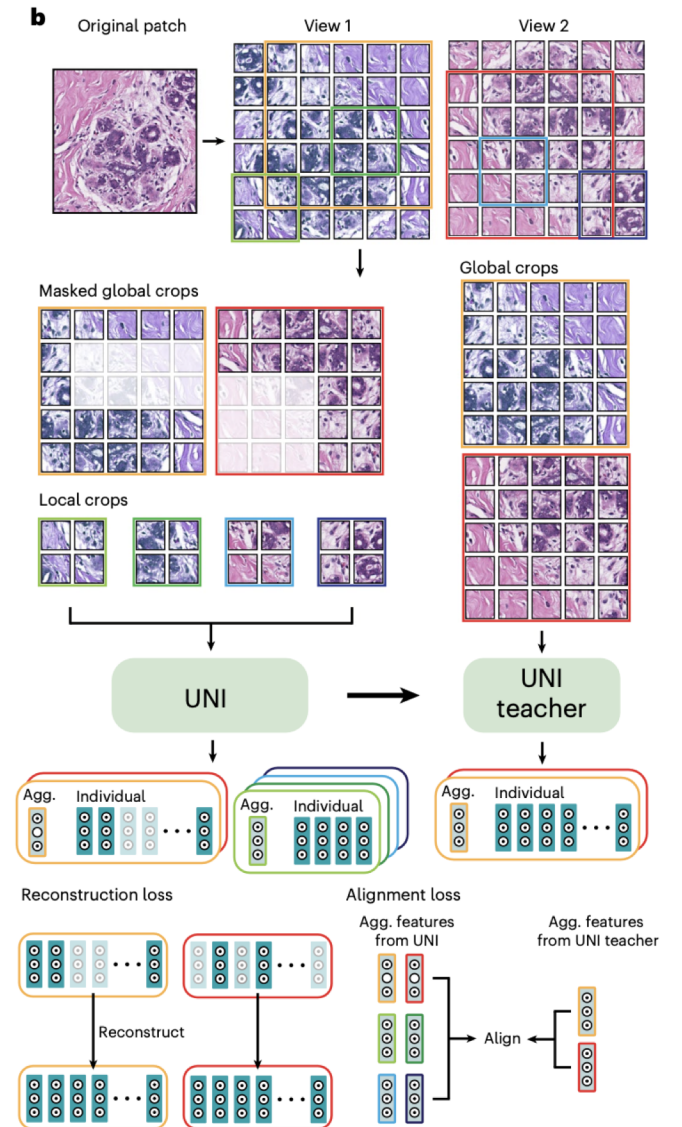 b
Original patch
View 1
View 2
Masked global crops
Global crops
Local crops
UNI
UNI
teacher
Agg.
Individual
Agg.
Individual
Agg.
Individual
Reconstruction loss
Alignment loss
Agg. features
from UNI
Agg. features
from UNI teacher
Reconstruct
Align